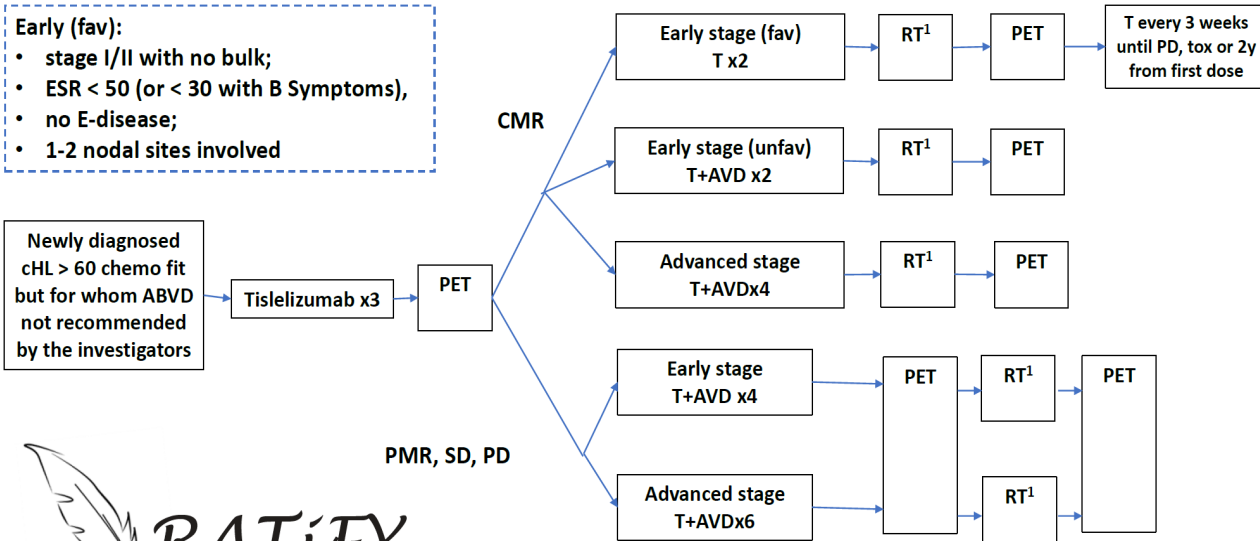 Early (fav):
• stage I/II with no bulk;
• ESR < 50 (or < 30 with B Symptoms),
• no E-disease;
• 1-2 nodal sites involved
CMR
Early stage (fav)
T x2
RT¹
PET
T every 3 weeks
until PD, tox or 2y
from first dose
Early stage (unfav)
T+AVD x2
RT¹
PET
Newly diagnosed
cHL > 60 chemo fit
but for whom ABVD
not recommended
by the investigators
Tislelizumab x3
PET
Advanced stage
T+AVDx4
RT¹
PET
PMR, SD, PD
Early stage
T+AVD x4
PET
RT¹
PET
Advanced stage
T+AVDx6
RT¹
RATiFY